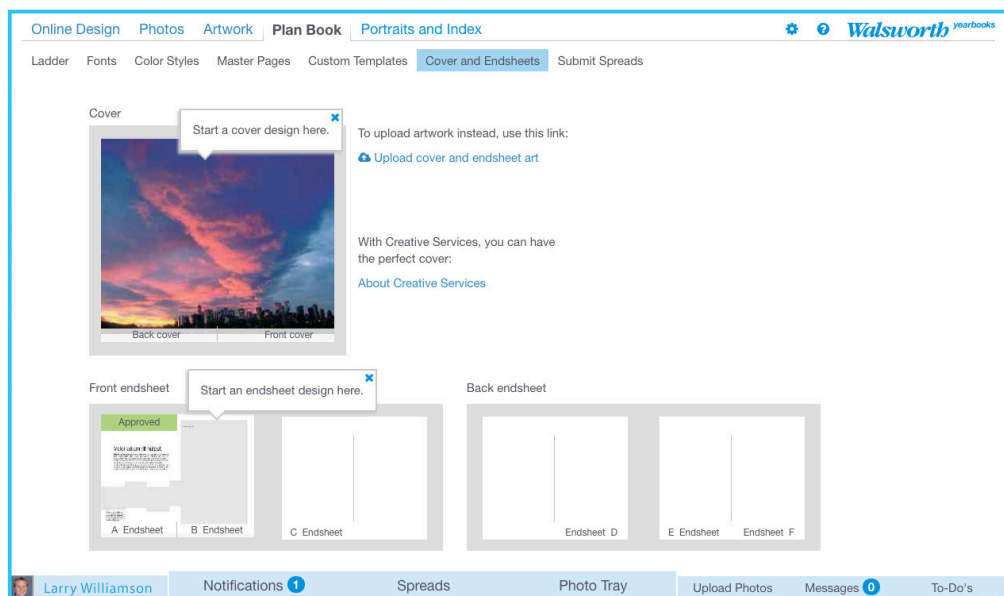 Online Design Photos Artwork Plan Book Portraits and Index Walsworth yearbooks
Ladder Fonts Color Styles Master Pages Custom Templates Cover and Endsheets Submit Spreads
Cover
Start a cover design here.
To upload artwork instead, use this link:
Upload cover and endsheet art
With Creative Services, you can have
the perfect cover:
About Creative Services
Back cover Front cover
Front endsheet
Start an endsheet design here.
Back endsheet
Approved
A Endsheet B Endsheet C Endsheet Endsheet D E Endsheet Endsheet F
Larry Williamson Notifications 1 Spreads Photo Tray Upload Photos Messages 0 To-Do's